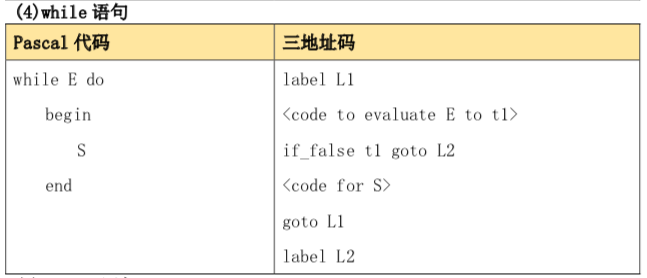 (4)while 语句
Pascal 代码 三地址码
while E do label L1
begin <code to evaluate E to t1>
S if_false t1 goto L2
end <code for S>
goto L1
label L2